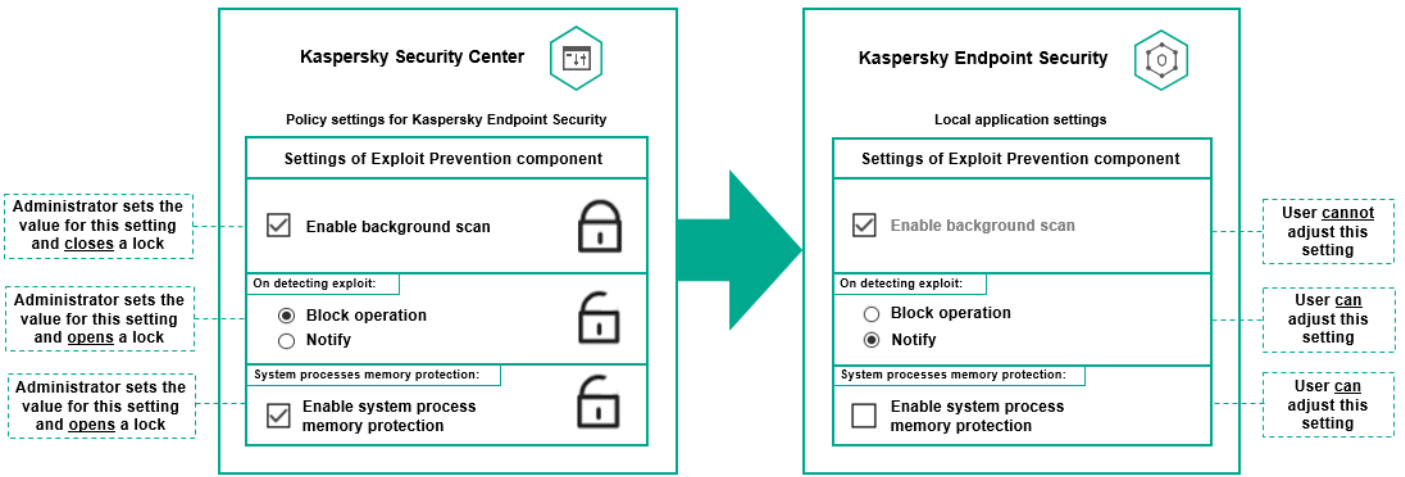 Kaspersky Security Center
Policy settings for Kaspersky Endpoint Security
Settings of Exploit Prevention component
Administrator sets the
value for this setting
and closes a lock
Enable background scan
On detecting exploit:
Administrator sets the
value for this setting
and opens a lock
Block operation
Notify
System processes memory protection:
Administrator sets the
value for this setting
and opens a lock
Enable system process
memory protection
Kaspersky Endpoint Security
Local application settings
Settings of Exploit Prevention component
Enable background scan
User cannot
adjust this
setting
On detecting exploit:
Block operation
Notify
User can
adjust this
setting
System processes memory protection:
Enable system process
memory protection
User can
adjust this
setting